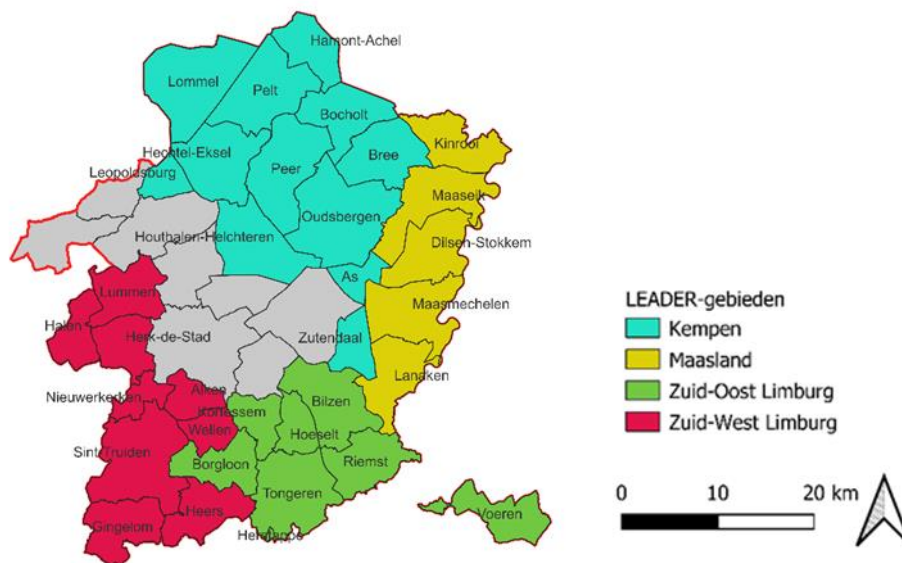 Hamont-Achel
Lommel
Pelt
Bocholt
Kinrooi
Hechtel-Eksel
Bree
Peer
Leopoldsburg
Maaseik
Oudsbergen
Houthalen-Helchteren
Dilsen-Stokkem
As
Lummen
Maasmechelen
Halen
Herk-de-Stad
Zutendaal
Lanaken
Nieuwerkerken
Alken
Bilzen
Kortessem
Wellen
Hoeselt
Sint-Truiden
Borgloon
Riemst
Tongeren
Heers
Voeren
Gingelom
Herstappe
LEADER-gebieden
Kempen
Maasland
Zuid-Oost Limburg
Zuid-West Limburg
0 10 20 km